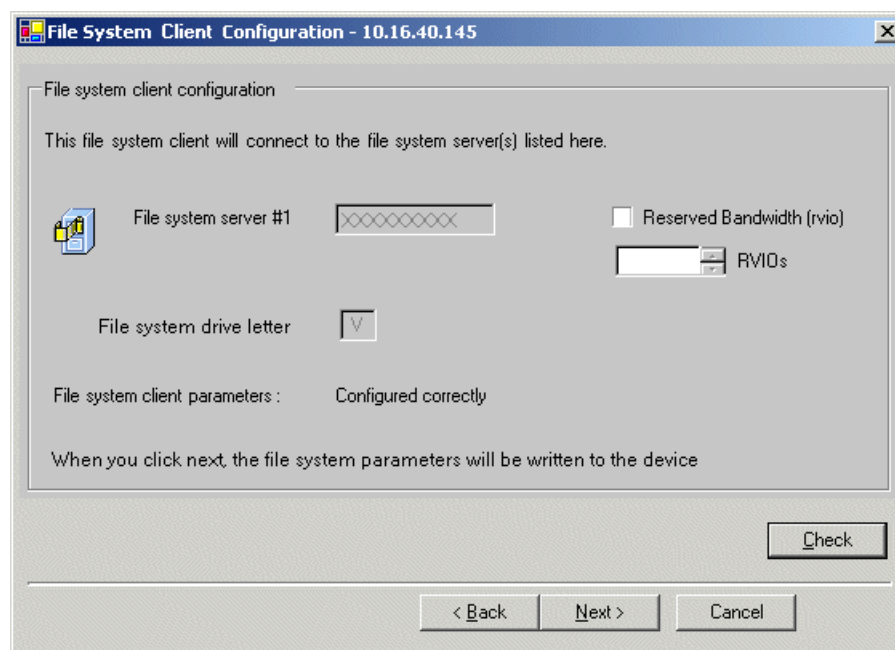 File System Client Configuration - 10.16.40.145
File system client configuration
This file system client will connect to the file system server(s) listed here.
File system server #1
XXXXXXXXXX
Reserved Bandwidth (rvio)
RVIOs
File system drive letter
V
File system client parameters :
Configured correctly
When you click next, the file system parameters will be written to the device
Check
< Back
Next >
Cancel